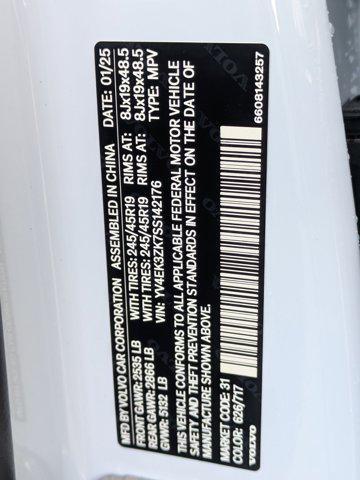 MFD BY VOLVO CAR CORPORATION ASSEMBLED IN CHINA DATE: 01/25
FRONT GAWR: 2535 LB WITH TIRES: 245/45R19 RIMS AT: 8Jx19x48.5
REAR GAWR: 2866 LB WITH TIRES: 245/45R19 RIMS AT: 8Jx19x48.5
GVWR: 5132 LB VIN: YV4EK3ZK7SS142176 TYPE: MPV
THIS VEHICLE CONFORMS TO ALL APPLICABLE FEDERAL MOTOR VEHICLE
SAFETY AND THEFT PREVENTION STANDARDS IN EFFECT ON THE DATE OF
MANUFACTURE SHOWN ABOVE.
MARKET CODE: 31
COLOR: 626/717
VOLVO
6608143257